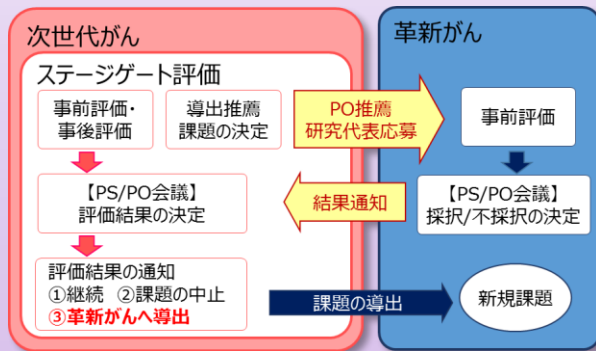 次世代がん
革新がん
ステージゲート評価
事前評価・
事後評価
導出推薦
課題の決定
PO推薦
研究代表応募
事前評価
【PS/PO会議】
評価結果の決定
結果通知
【PS/PO会議】
採択/不採択の決定
評価結果の通知
①継続 ②課題の中止
③革新がんへ導出
課題の導出
新規課題